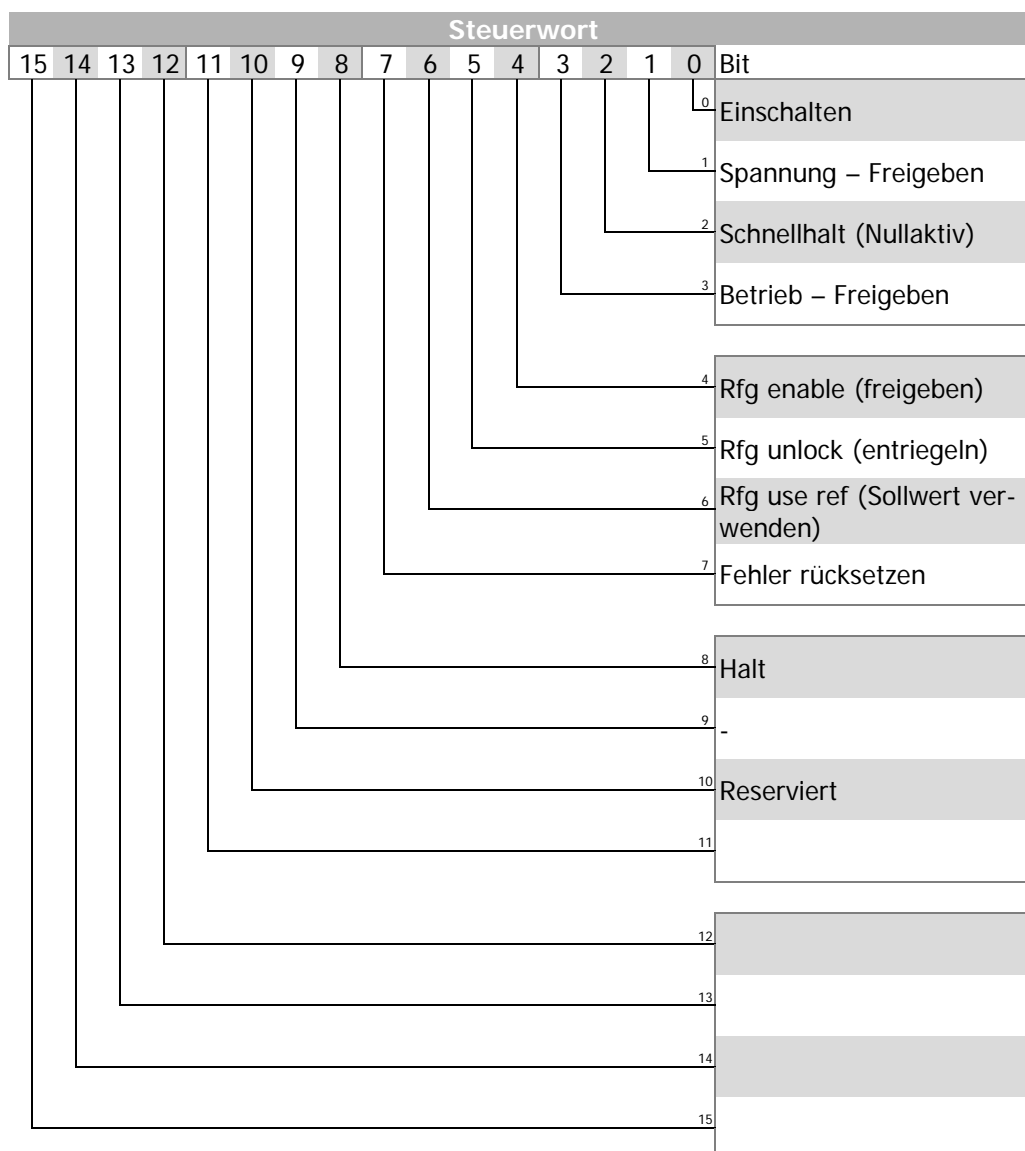 Steuerwort
15 14 13 12 11 10 9 8 7 6 5 4 3 2 1 0 Bit
0 Einschalten
1 Spannung – Freigeben
2 Schnellhalt (Nullaktiv)
3 Betrieb – Freigeben
4 Rfg enable (freigeben)
5 Rfg unlock (entriegeln)
6 Rfg use ref (Sollwert ver-
wenden)
7 Fehler rücksetzen
8 Halt
9 -
10 Reserviert
11
12
13
14
15